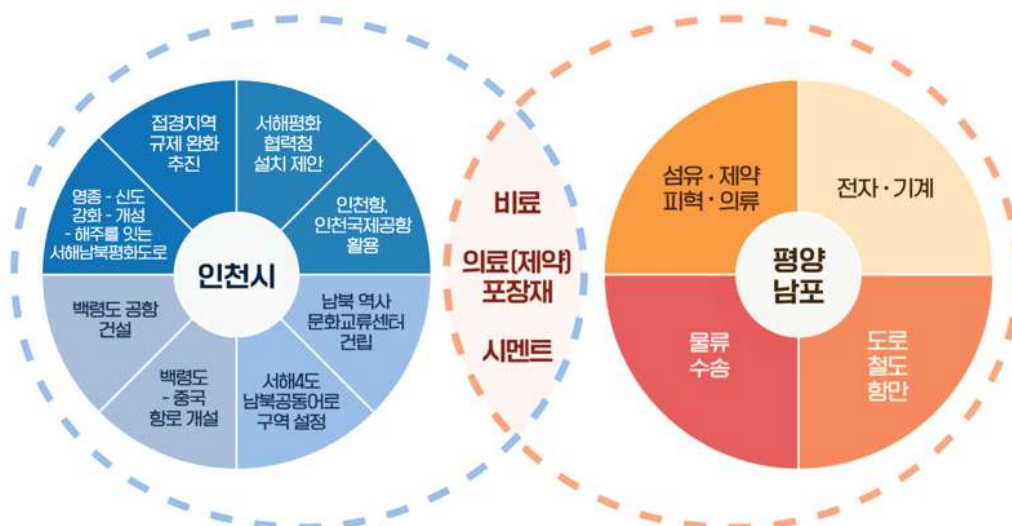 접경지역
규제 완화
추진
서해평화
협력청
설치 제안
영종 - 신도
강화 - 개성
- 해주를 잇는
서해남북평화도로
인천항,
인천국제공항
활용
인천시
백령도 공항
건설
남북 역사
문화교류센터
건립
백령도
- 중국
항로 개설
서해4도
남북공동어로
구역 설정
비료
의료(제약)
포장재
시멘트
섬유·제약
피혁·의류
전자·기계
평양
남포
물류
수송
도로
철도
항만